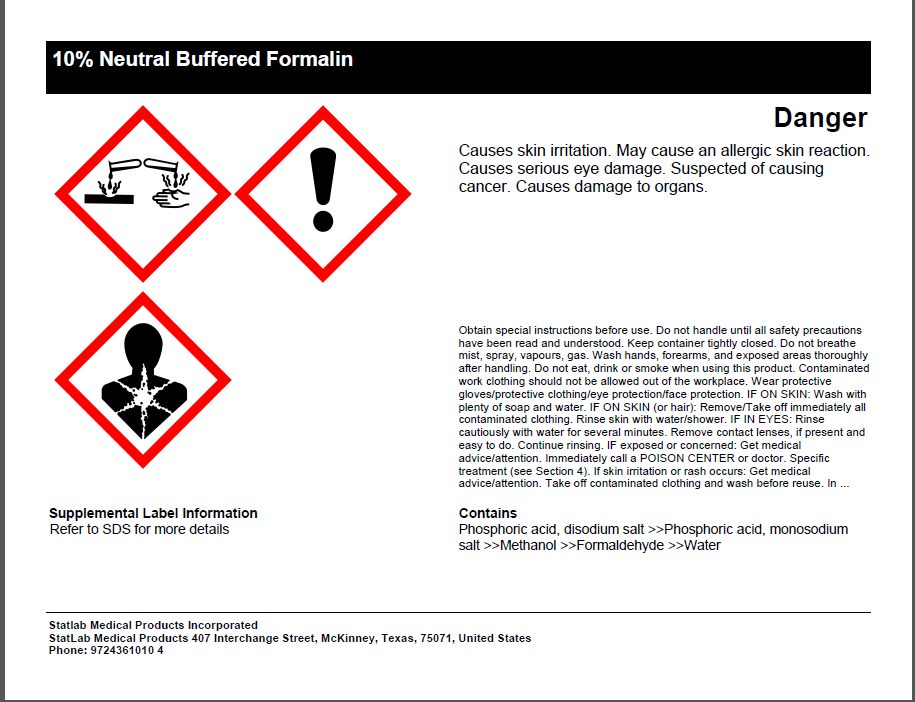 10% Neutral Buffered Formalin
Danger
Causes skin irritation. May cause an allergic skin reaction.
Causes serious eye damage. Suspected of causing
cancer. Causes damage to organs.
Obtain special instructions before use. Do not handle until all safety precautions
have been read and understood. Keep container tightly closed. Do not breathe
mist, spray, vapours, gas. Wash hands, forearms, and exposed areas thoroughly
after handling. Do not eat, drink or smoke when using this product. Contaminated
work clothing should not be allowed out of the workplace. Wear protective
gloves/protective clothing/eye protection/face protection. IF ON SKIN: Wash with
plenty of soap and water. IF ON SKIN (or hair): Remove/Take off immediately all
contaminated clothing. Rinse skin with water/shower. IF IN EYES: Rinse
cautiously with water for several minutes. Remove contact lenses, if present and
easy to do. Continue rinsing. IF exposed or concerned: Get medical
advice/attention. Immediately call a POISON CENTER or doctor. Specific
treatment (see Section 4). If skin irritation or rash occurs: Get medical
advice/attention. Take off contaminated clothing and wash before reuse. In ...
Supplemental Label Information
Refer to SDS for more details
Contains
Phosphoric acid, disodium salt >>Phosphoric acid, monosodium
salt >>Methanol >>Formaldehyde >>Water
Statlab Medical Products Incorporated
StatLab Medical Products 407 Interchange Street, McKinney, Texas, 75071, United States
Phone: 9724361010 4